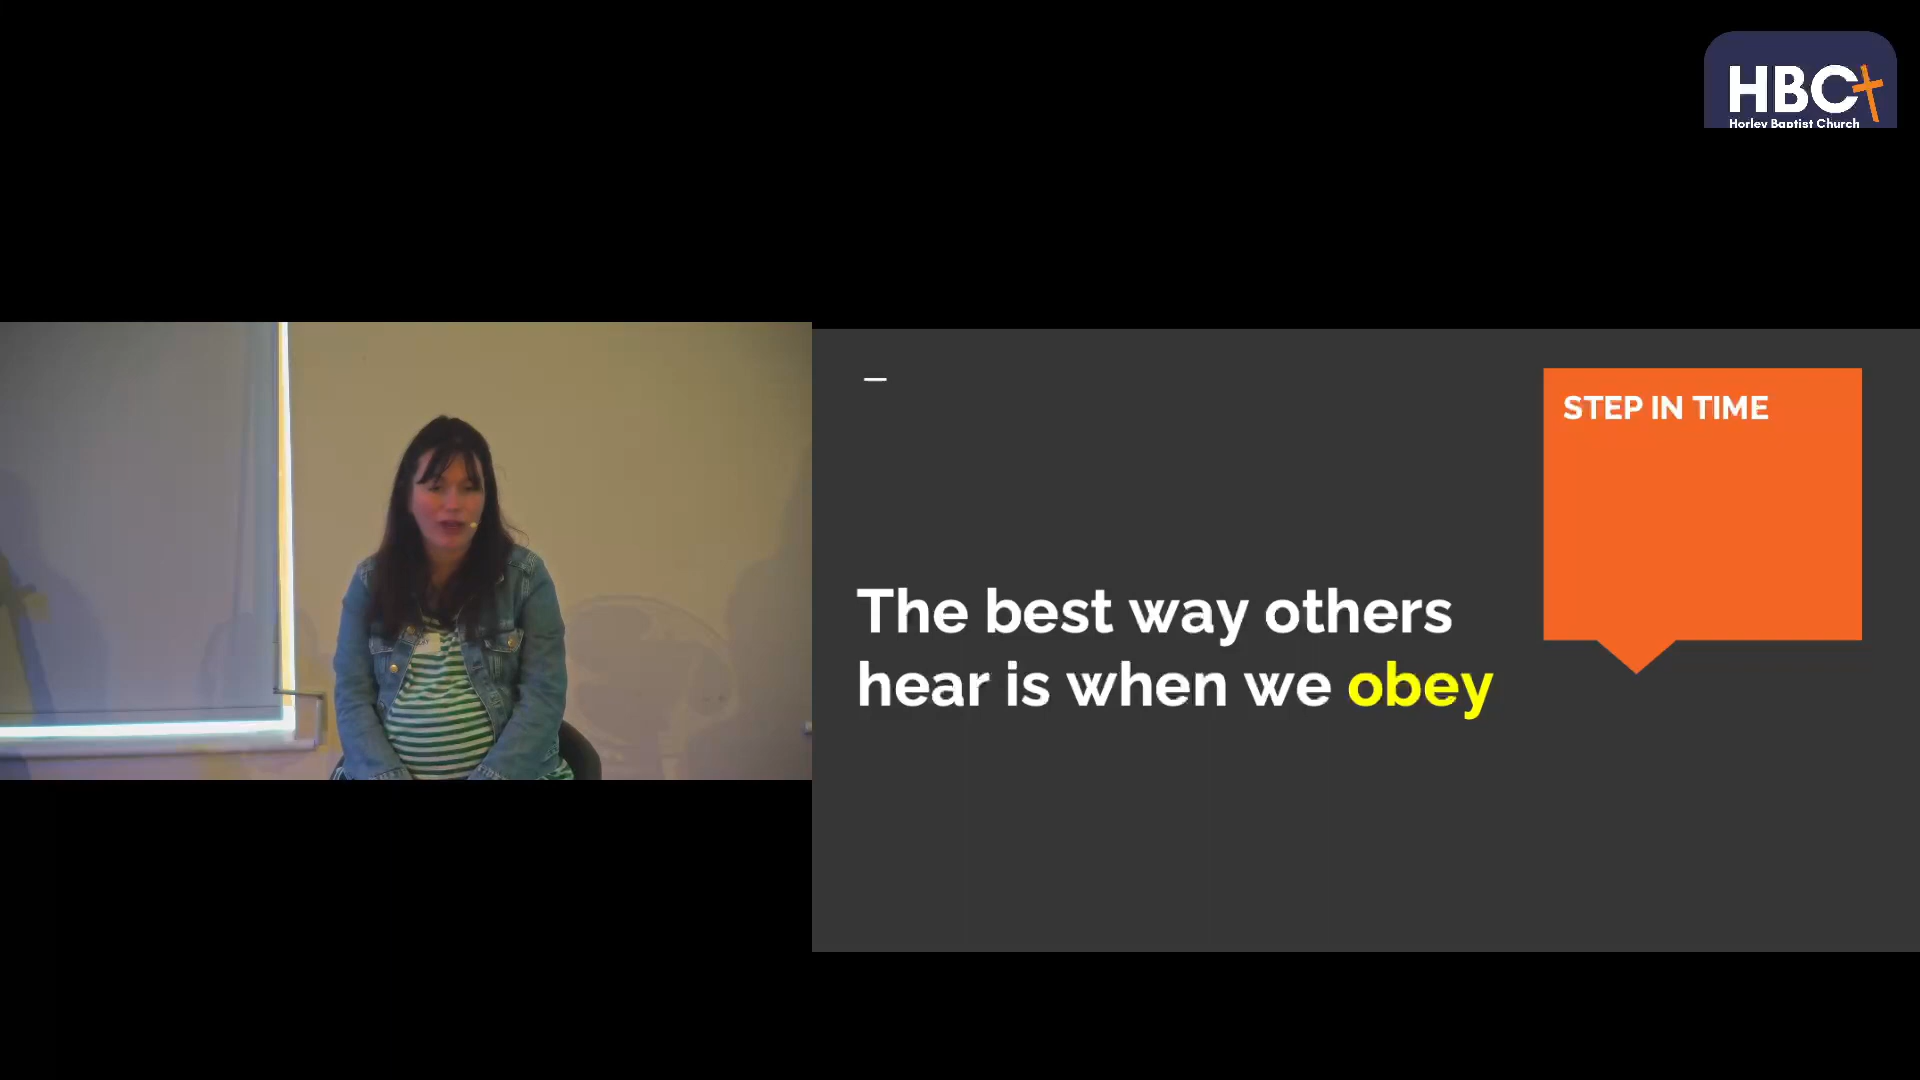 HBC
Horley Baptist Church
STEP IN TIME
The best way others
hear is when we obey